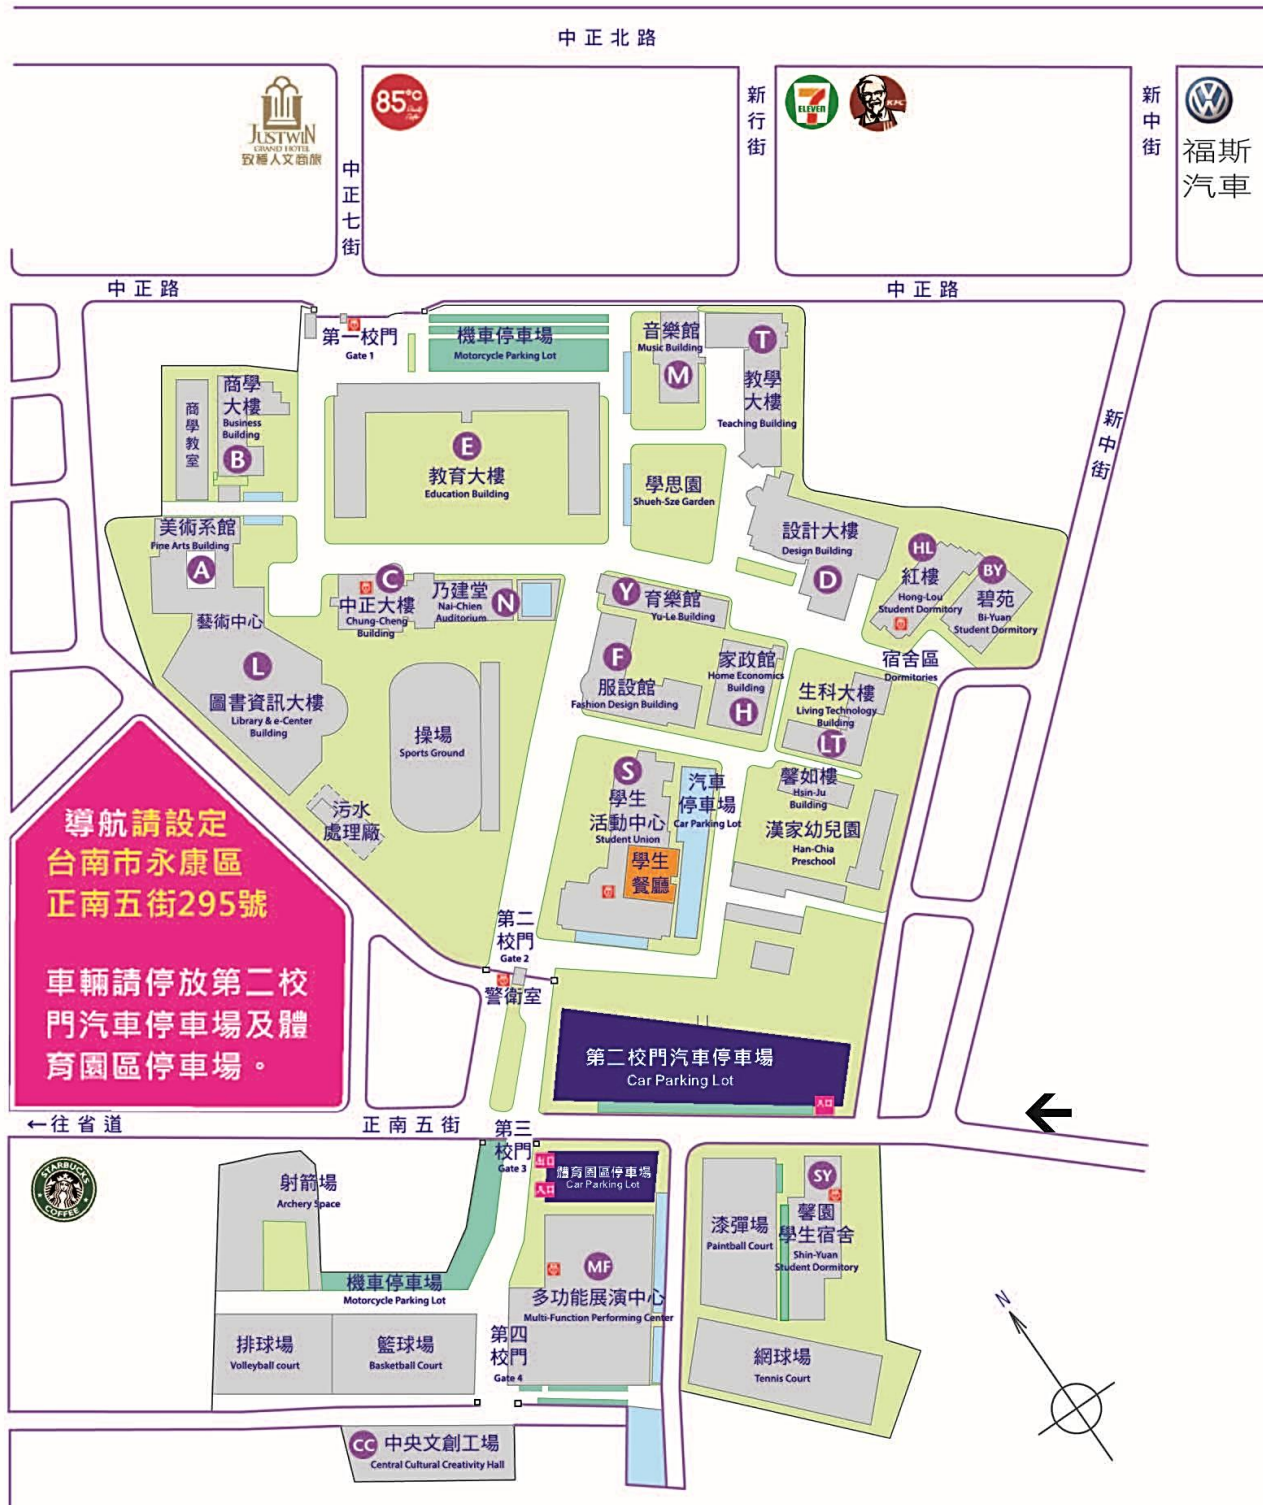 中正北路
JUSTWIN
GRAND HOTEL
致穩人文商旅
85°C
新行街
7
ELEVEN
KFC
新中街
福斯
汽車
中正七街
中正路
中正路
第一校門
Gate 1
機車停車場
Motorcycle Parking Lot
音樂館
Music Building
M
T
教學
大樓
Teaching Building
商學教室
商學
大樓
Business
Building
B
E
教育大樓
Education Building
學思園
Shueh-Sze Garden
新中街
美術系館
Fine Arts Building
A
設計大樓
Design Building
D
HL
紅樓
Hong-Lou
Student Dormitory
BY
碧苑
Bi-Yuan
Student Dormitory
C
中正大樓
Chung-Cheng
Building
乃建堂
Nai-Chien
Auditorium
N
Y
育樂館
Yu-Le Building
藝術中心
L
圖書資訊大樓
Library & e-Center
Building
F
服設館
Fashion Design Building
家政館
Home Economics
Building
H
宿舍區
Dormitories
生科大樓
Living Technology
Building
LT
操場
Sports Ground
S
學生
活動中心
Student Union
學生
餐廳
汽車
停車場
Car Parking Lot
馨如樓
Hsin-Ju
Building
漢家幼兒園
Han-Chia
Preschool
污水
處理廠
導航請設定
台南市永康區
正南五街295號
車輛請停放第二校
門汽車停車場及體
育園區停車場。
第二
校門
Gate 2
警衛室
第二校門汽車停車場
Car Parking Lot
入口
←往省道
正南五街
第三
校門
Gate 3
出口
入口
體育園區停車場
Car Parking Lot
STARBUCKS
COFFEE
射箭場
Archery Space
機車停車場
Motorcycle Parking Lot
MF
多功能展演中心
Multi-Function Performing Center
漆彈場
Paintball Court
SY
馨園
學生宿舍
Shin-Yuan
Student Dormitory
排球場
Volleyball court
籃球場
Basketball Court
第四
校門
Gate 4
網球場
Tennis Court
N
CC
中央文創工場
Central Cultural Creativity Hall